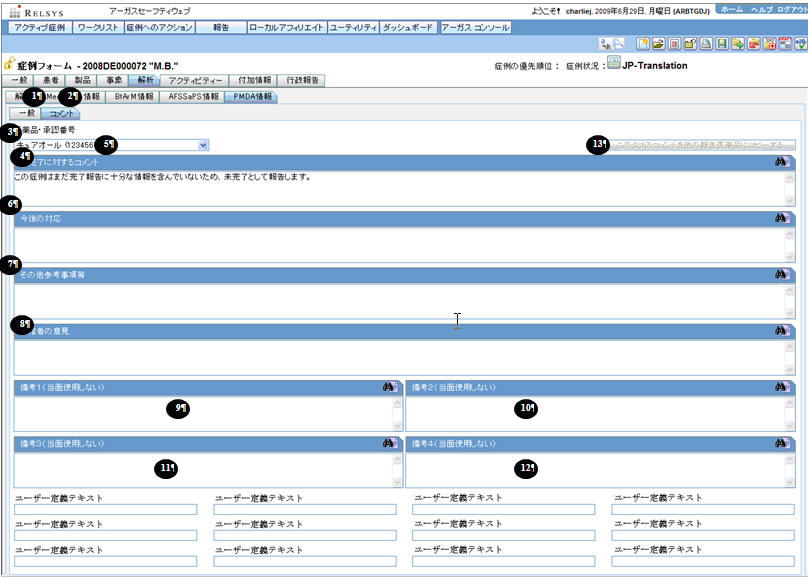 RELSYS アーガスセーフティウェブ ようこそ! charliej, 2009年6月29日, 月曜日 (ARBTGDJ) ホーム ヘルプ ログアウト
アクティブ症例 ワークリスト 症例へのアクション 報告 ローカルアフィリエイト ユーティリティ ダッシュボード アーガス コンソール
症例フォーム - 2008DE000072 "M.B." 症例の優先順位： 症例状況： JP-Translation
一般 患者 製品 事象 解析 アクティビティー 付加情報 行政報告
1¶ Me 2¶ 情報 BfArM情報 AFSSaPS情報 PMDA情報
一般 コメント
3¶ 薬品・承認番号
キュアオール (123456 5¶ 13¶ このタブのコメントを他の報告医薬品にコピーする
4¶ 完了に対するコメント
この症例はまだ完了報告に十分な情報を含んでいないため、未完了として報告します。
6¶
今後の対応
7¶
その他参考事項等
8¶ 者の意見
備考1（当面使用しない） 備考2（当面使用しない）
9¶ 10¶
備考3（当面使用しない） 備考4（当面使用しない）
11¶ 12¶
ユーザー定義テキスト ユーザー定義テキスト ユーザー定義テキスト ユーザー定義テキスト
ユーザー定義テキスト ユーザー定義テキスト ユーザー定義テキスト ユーザー定義テキスト
ユーザー定義テキスト ユーザー定義テキスト ユーザー定義テキスト ユーザー定義テキスト